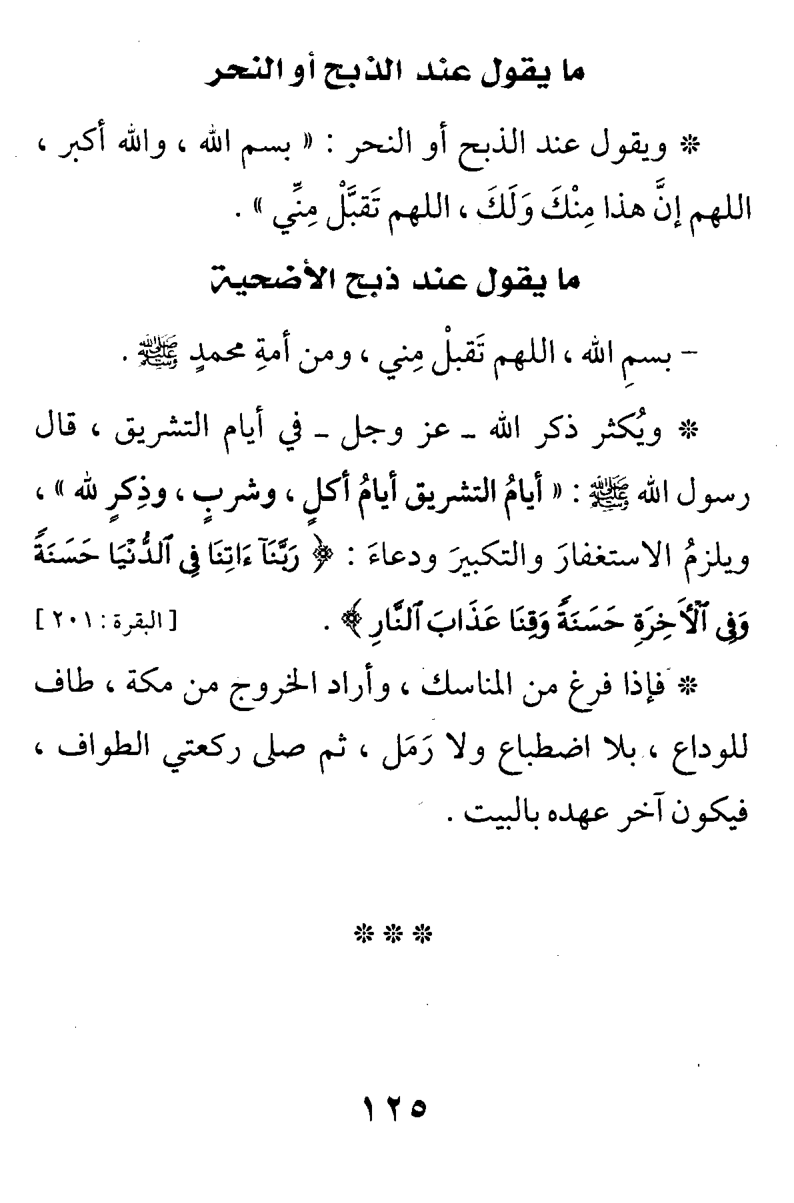 ما يقول عند الذبح أو النحر
❊ ويقول عند الذبح أو النحر : « بسم الله ، والله أكبر ،
اللهم إنَّ هذا مِنْكَ وَلَكَ ، اللهم تَقبَّلْ مِنِّي » .
ما يقول عند ذبح الأضحية
– بسمِ الله ، اللهم تَقبلْ مِني ، ومن أمةِ محمدٍ ﷺ .
❊ ويُكثر ذكر الله ـ عز وجل ـ في أيام التشريق ، قال
رسول الله ﷺ : « أيامُ التشريق أيامُ أكلٍ ، وشربٍ ، وذِكرٍ لله » ،
ويلزمُ الاستغفارَ والتكبيرَ ودعاءَ : ﴿ رَبَّنَآ ءَاتِنَا فِى ٱلدُّنْيَا حَسَنَةً
وَفِى ٱلْأَخِرَةِ حَسَنَةً وَقِنَا عَذَابَ ٱلنَّارِ ﴾ . [ البقرة : ٢٠١ ]
❊ فإذا فرغ من المناسك ، وأراد الخروج من مكة ، طاف
للوداع ، بلا اضطباع ولا رَمَل ، ثم صلى ركعتي الطواف ،
فيكون آخر عهده بالبيت .
❊ ❊ ❊
١٢٥